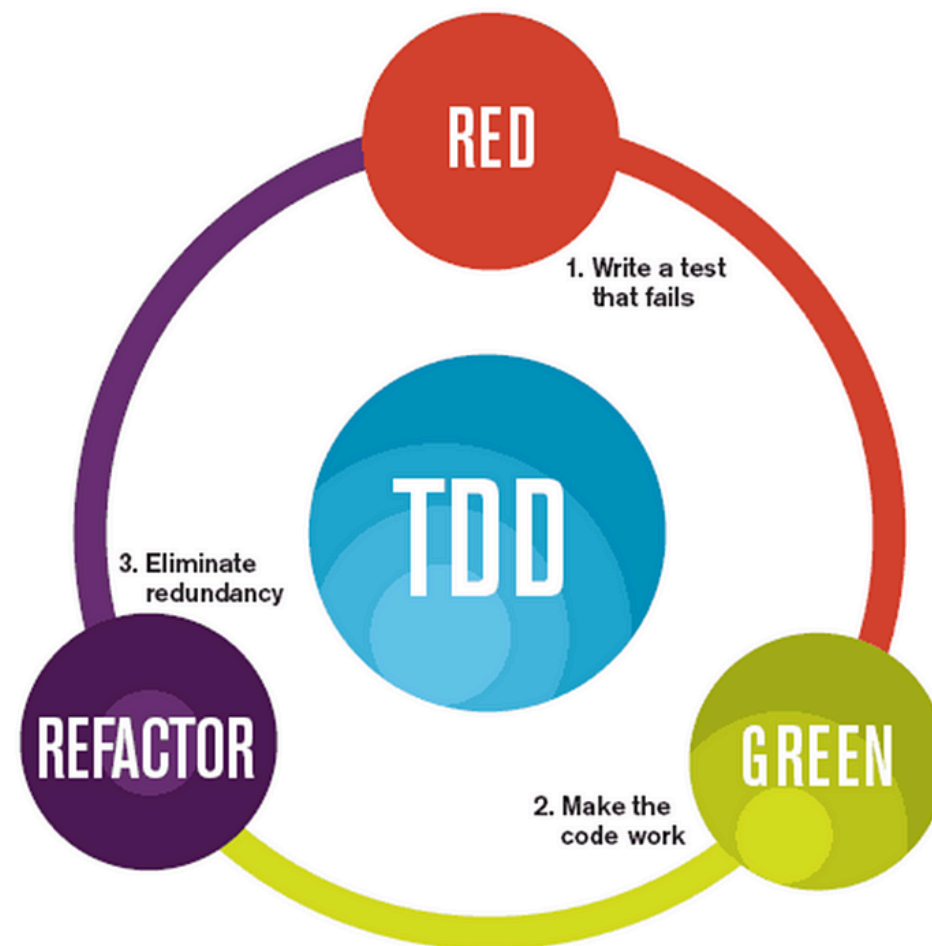 RED
1. Write a test
that fails
TDD
3. Eliminate
redundancy
REFACTOR
GREEN
2. Make the
code work